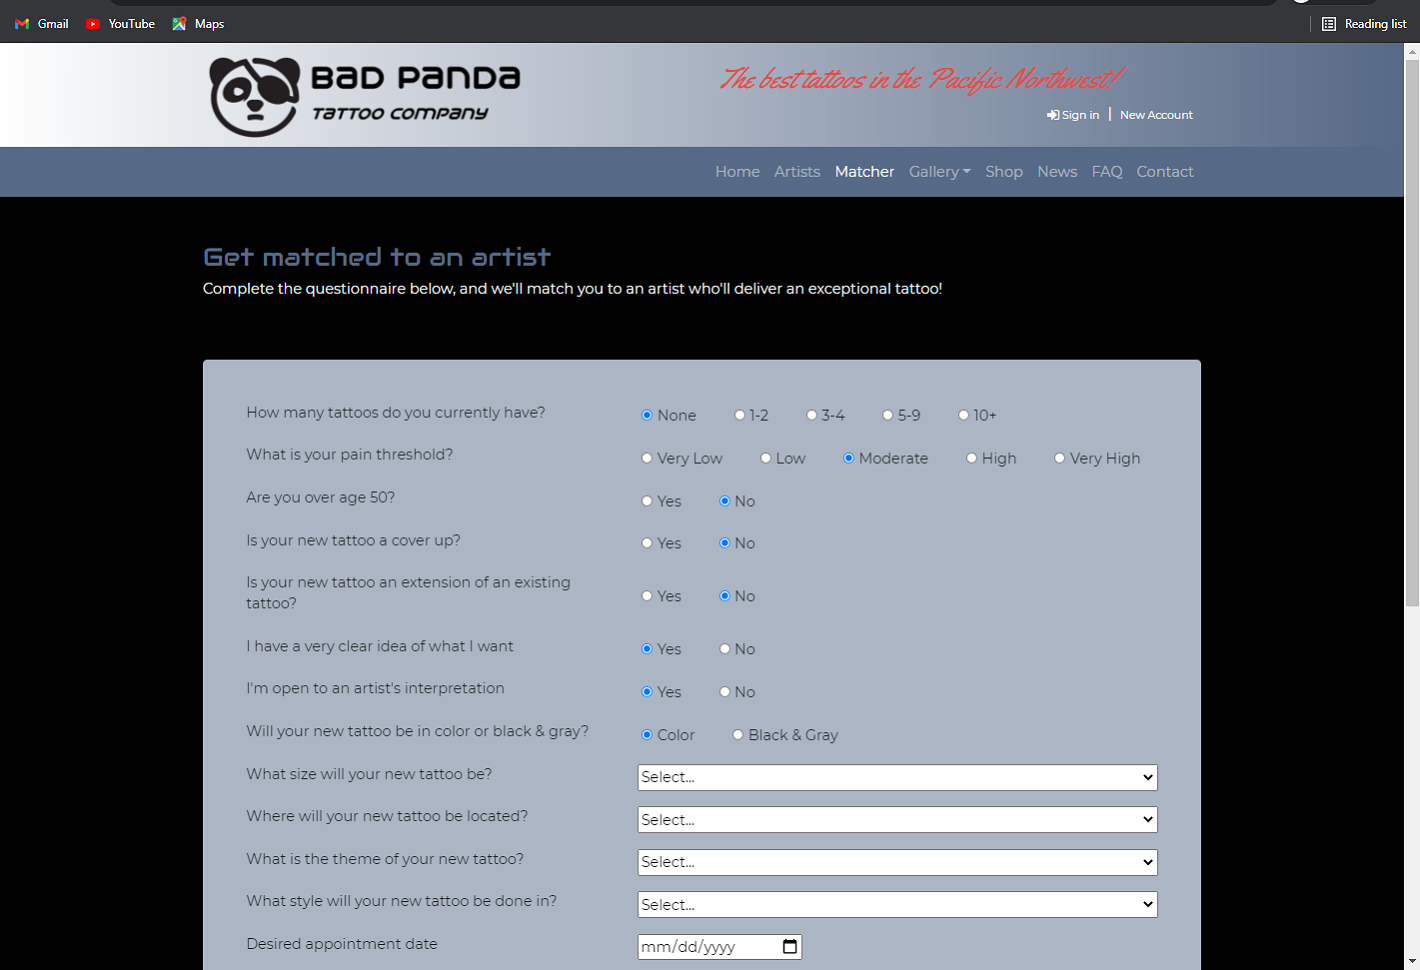 Gmail YouTube Maps Reading list
BAD PANDA
TATTOO COMPANY
The best tattoos in the Pacific Northwest!
Sign in | New Account
Home Artists Matcher Gallery Shop News FAQ Contact
Get matched to an artist
Complete the questionnaire below, and we'll match you to an artist who'll deliver an exceptional tattoo!
How many tattoos do you currently have? None 1-2 3-4 5-9 10+
What is your pain threshold? Very Low Low Moderate High Very High
Are you over age 50? Yes No
Is your new tattoo a cover up? Yes No
Is your new tattoo an extension of an existing
tattoo? Yes No
I have a very clear idea of what I want Yes No
I'm open to an artist's interpretation Yes No
Will your new tattoo be in color or black & gray? Color Black & Gray
What size will your new tattoo be? Select...
Where will your new tattoo be located? Select...
What is the theme of your new tattoo? Select...
What style will your new tattoo be done in? Select...
Desired appointment date mm/dd/yyyy